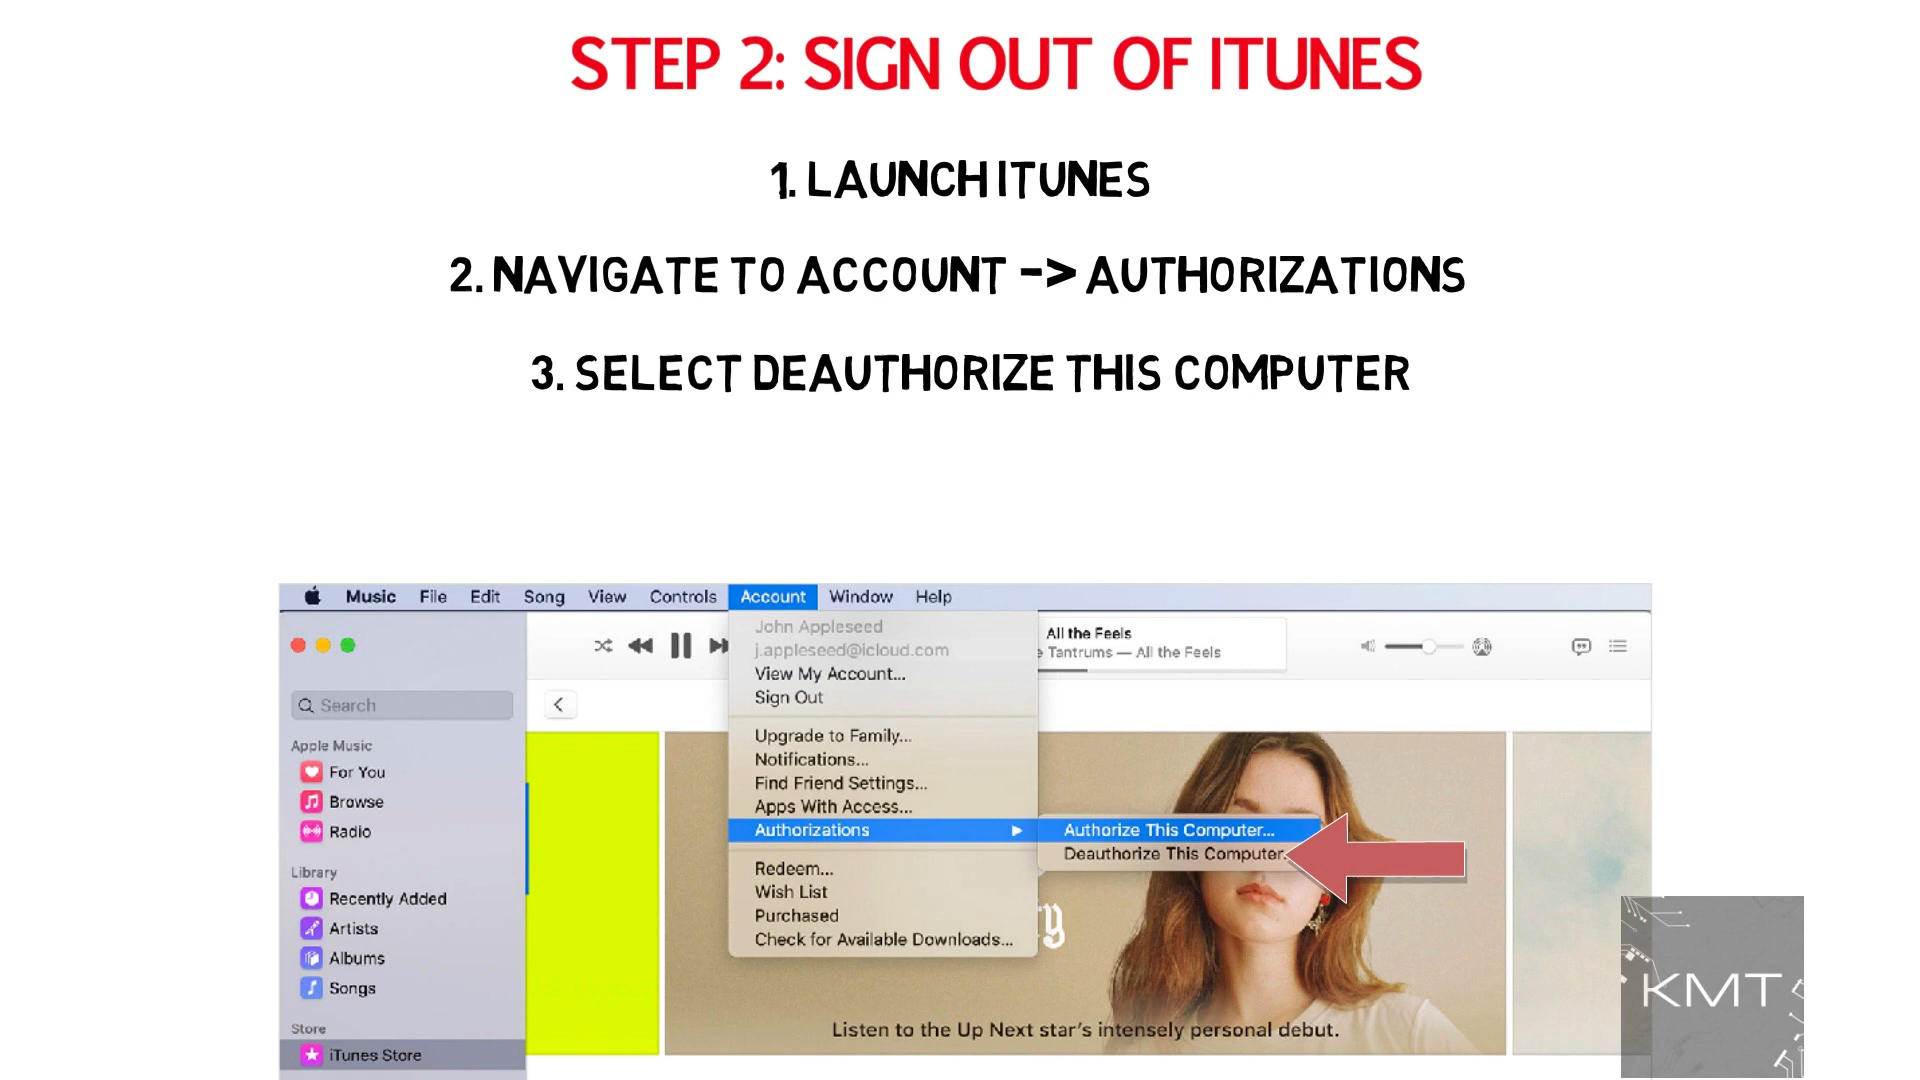 STEP 2: SIGN OUT OF ITUNES
1. LAUNCH ITUNES
2. NAVIGATE TO ACCOUNT -> AUTHORIZATIONS
3. SELECT DEAUTHORIZE THIS COMPUTER
Music File Edit Song View Controls Account Window Help
John Appleseed
j.appleseed@icloud.com
View My Account...
Sign Out
Upgrade to Family...
Notifications...
Find Friend Settings...
Apps With Access...
Authorizations
Redeem...
Wish List
Purchased
Check for Available Downloads...
Authorize This Computer...
Deauthorize This Computer
All the Feels
Tantrums — All the Feels
Search
Apple Music
For You
Browse
Radio
Library
Recently Added
Artists
Albums
Songs
Store
iTunes Store
Listen to the Up Next star's intensely personal debut.
KMT